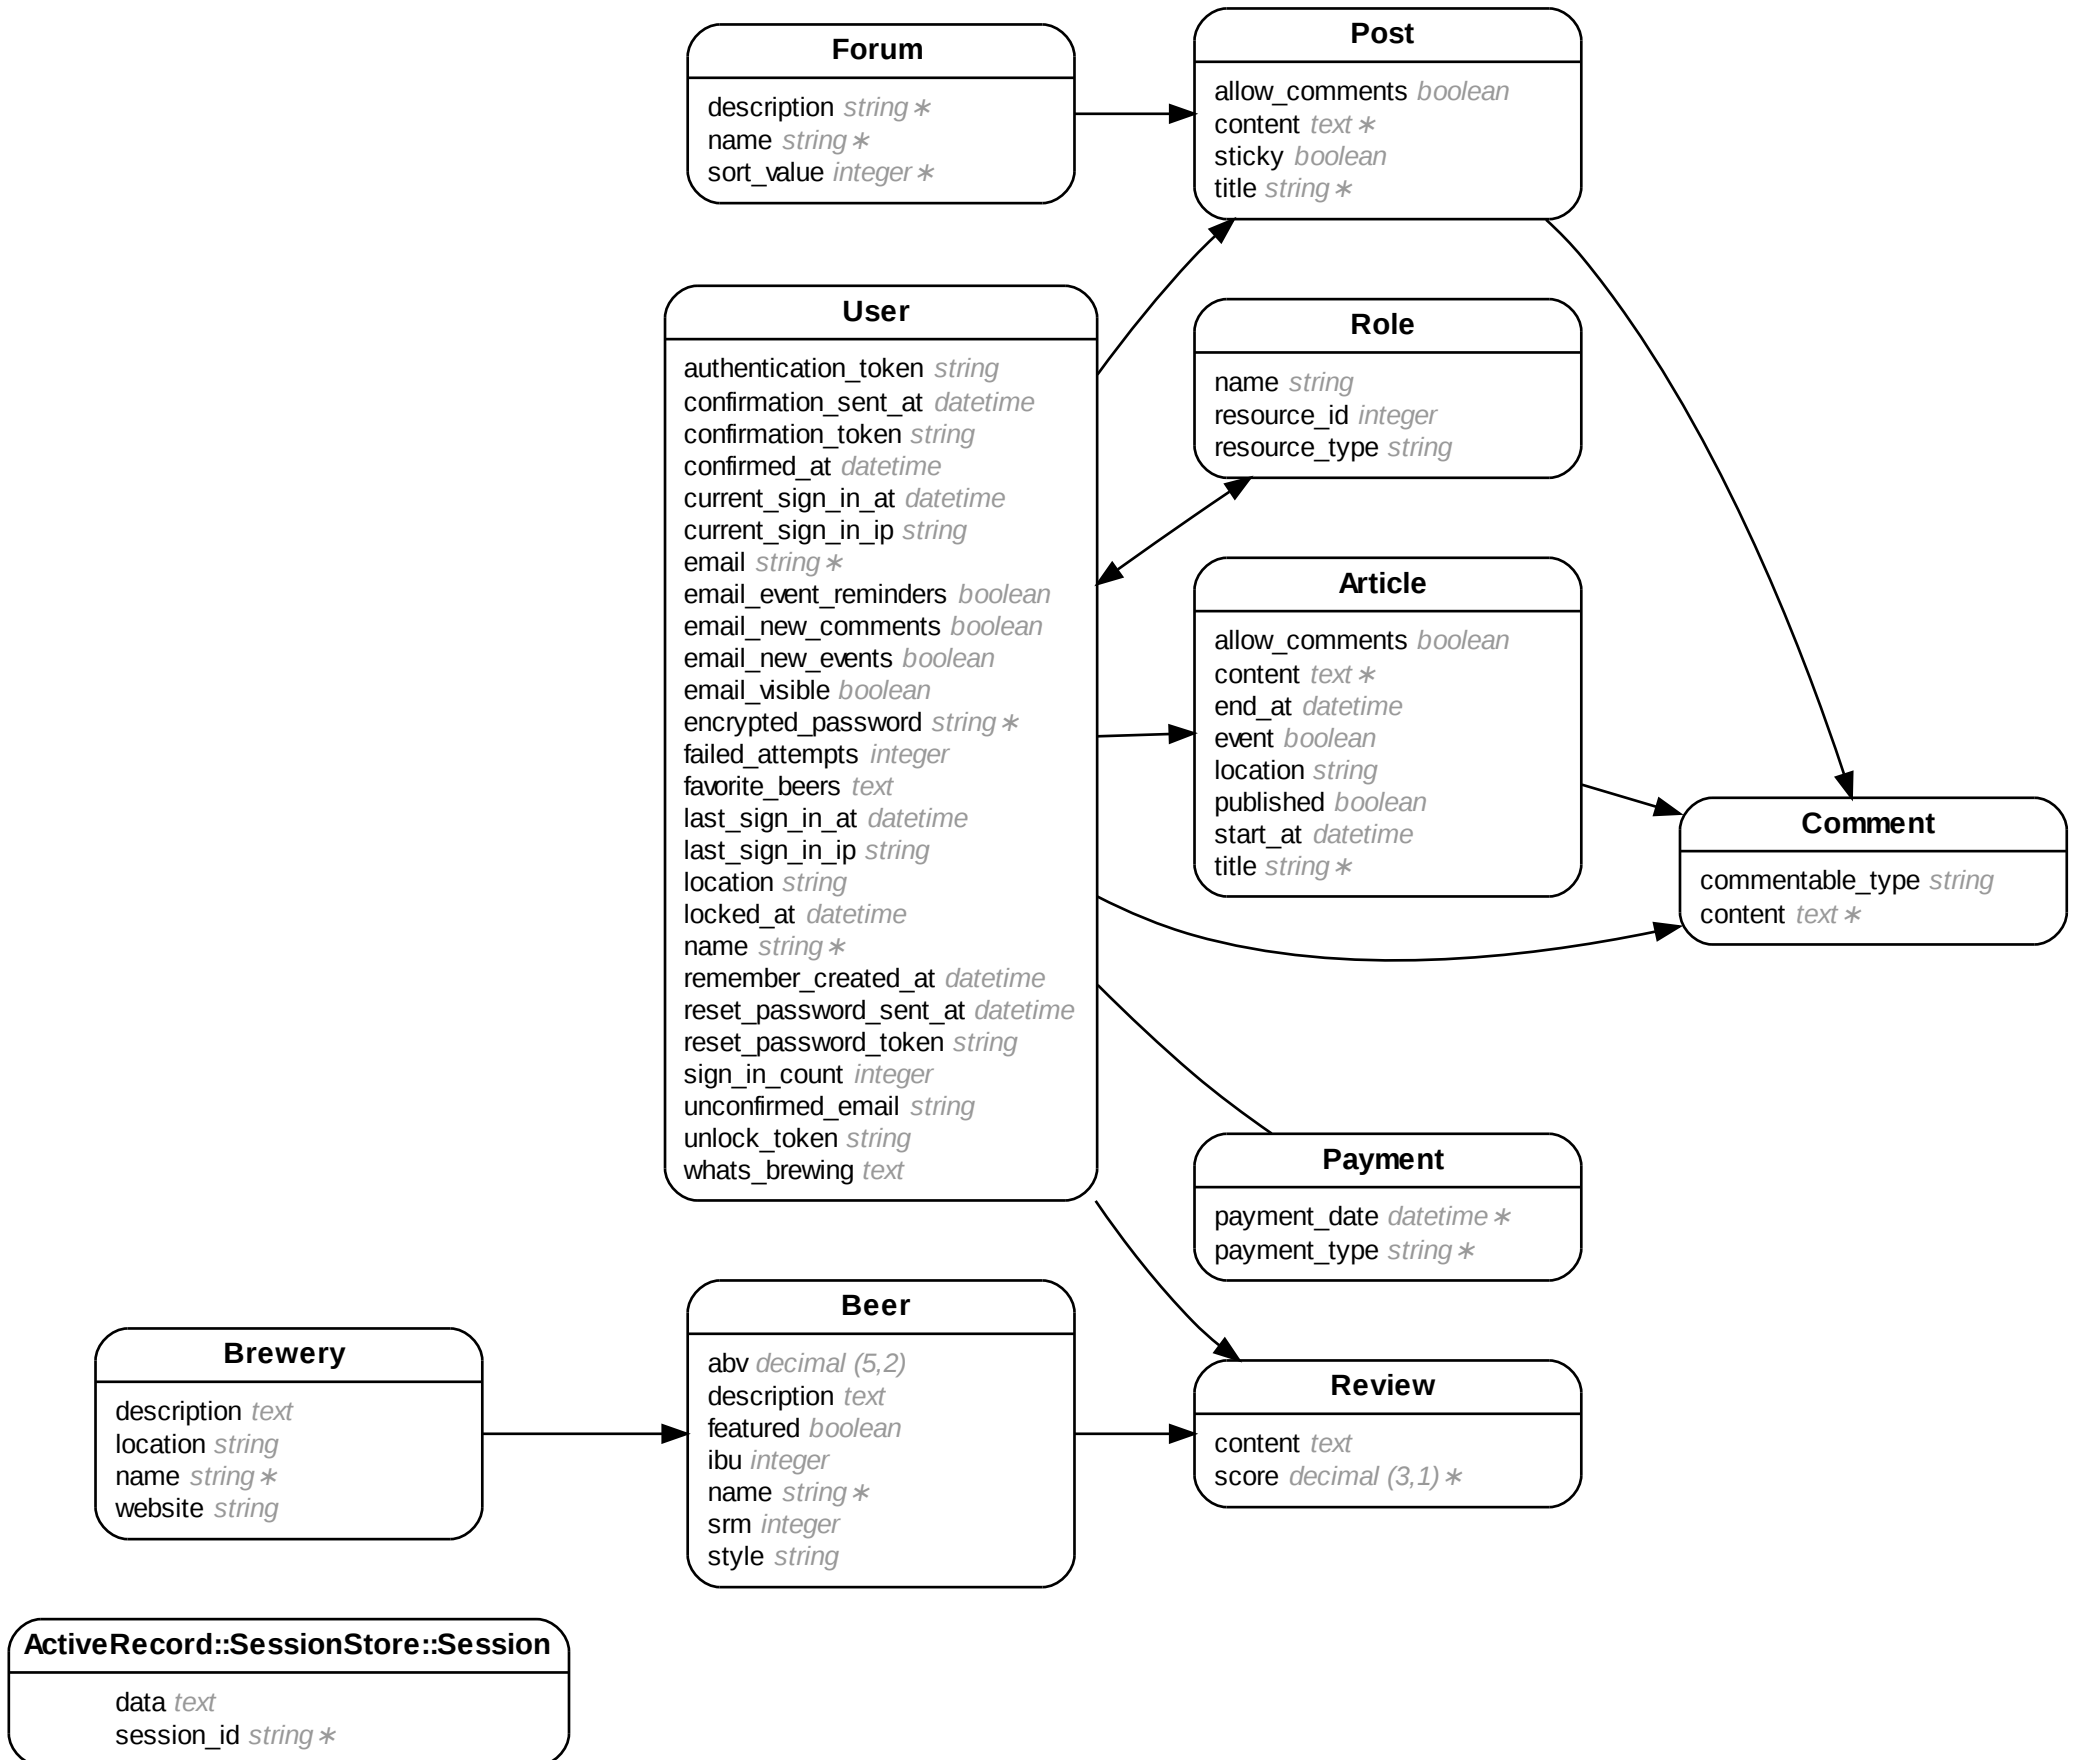 Forum
description string∗
name string∗
sort_value integer∗
Post
allow_comments boolean
content text∗
sticky boolean
title string∗
User
authentication_token string
confirmation_sent_at datetime
confirmation_token string
confirmed_at datetime
current_sign_in_at datetime
current_sign_in_ip string
email string∗
email_event_reminders boolean
email_new_comments boolean
email_new_events boolean
email_visible boolean
encrypted_password string∗
failed_attempts integer
favorite_beers text
last_sign_in_at datetime
last_sign_in_ip string
location string
locked_at datetime
name string∗
remember_created_at datetime
reset_password_sent_at datetime
reset_password_token string
sign_in_count integer
unconfirmed_email string
unlock_token string
whats_brewing text
Role
name string
resource_id integer
resource_type string
Article
allow_comments boolean
content text∗
end_at datetime
event boolean
location string
published boolean
start_at datetime
title string∗
Comment
commentable_type string
content text∗
Payment
payment_date datetime∗
payment_type string∗
Brewery
description text
location string
name string∗
website string
Beer
abv decimal (5,2)
description text
featured boolean
ibu integer
name string∗
srm integer
style string
Review
content text
score decimal (3,1)∗
ActiveRecord::SessionStore::Session
data text
session_id string∗